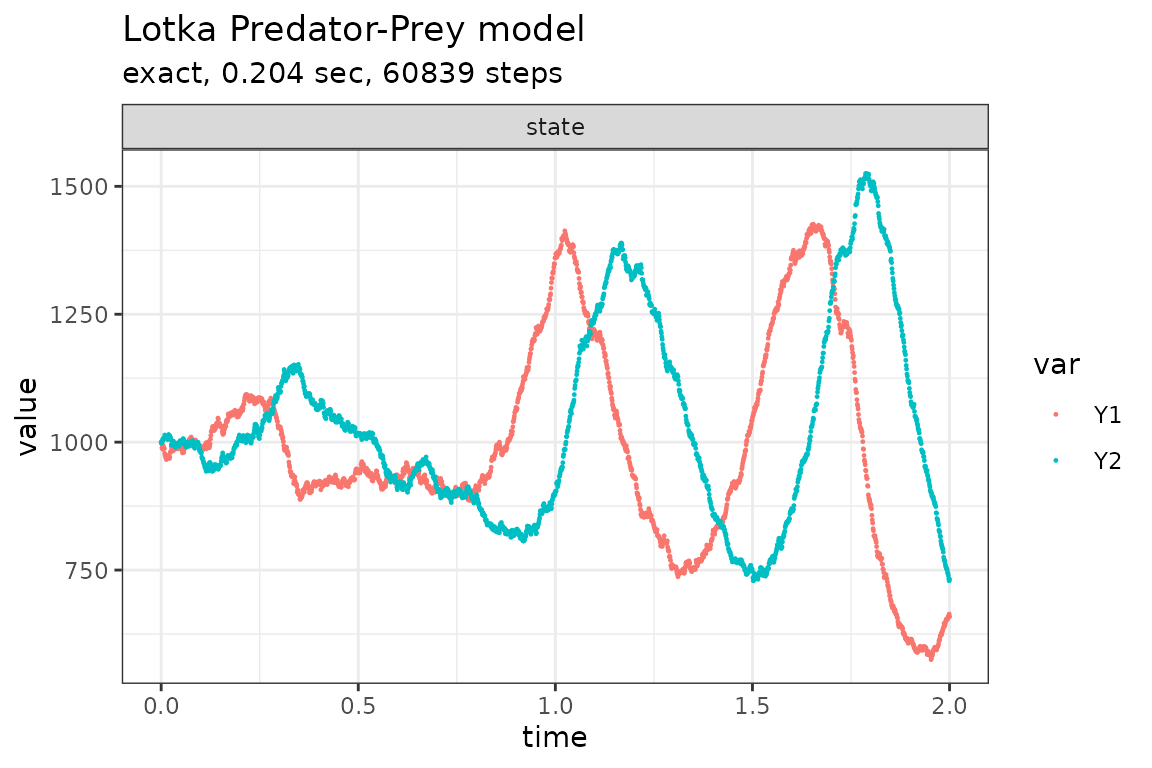 Lotka Predator-Prey model
exact, 0.204 sec, 60839 steps
state
1500
1250
1000
750
value
0.0 0.5 1.0 1.5 2.0
time
var
Y1
Y2